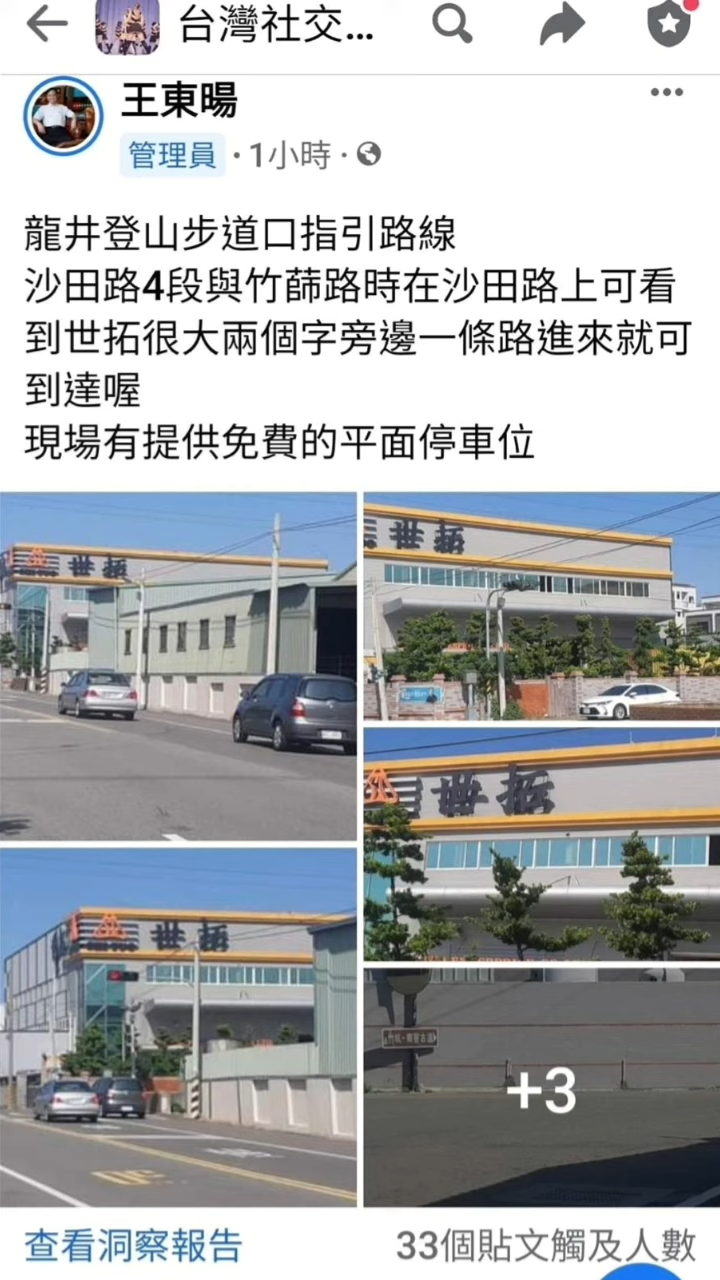 台灣社交...
王東暘
管理員 · 1小時 ·
龍井登山步道口指引路線
沙田路4段與竹蒒路時在沙田路上可看
到世拓很大兩個字旁邊一條路進來就可
到達喔
現場有提供免費的平面停車位
世拓
世拓
世拓
世拓
+3
查看洞察報告
33個貼文觸及人數